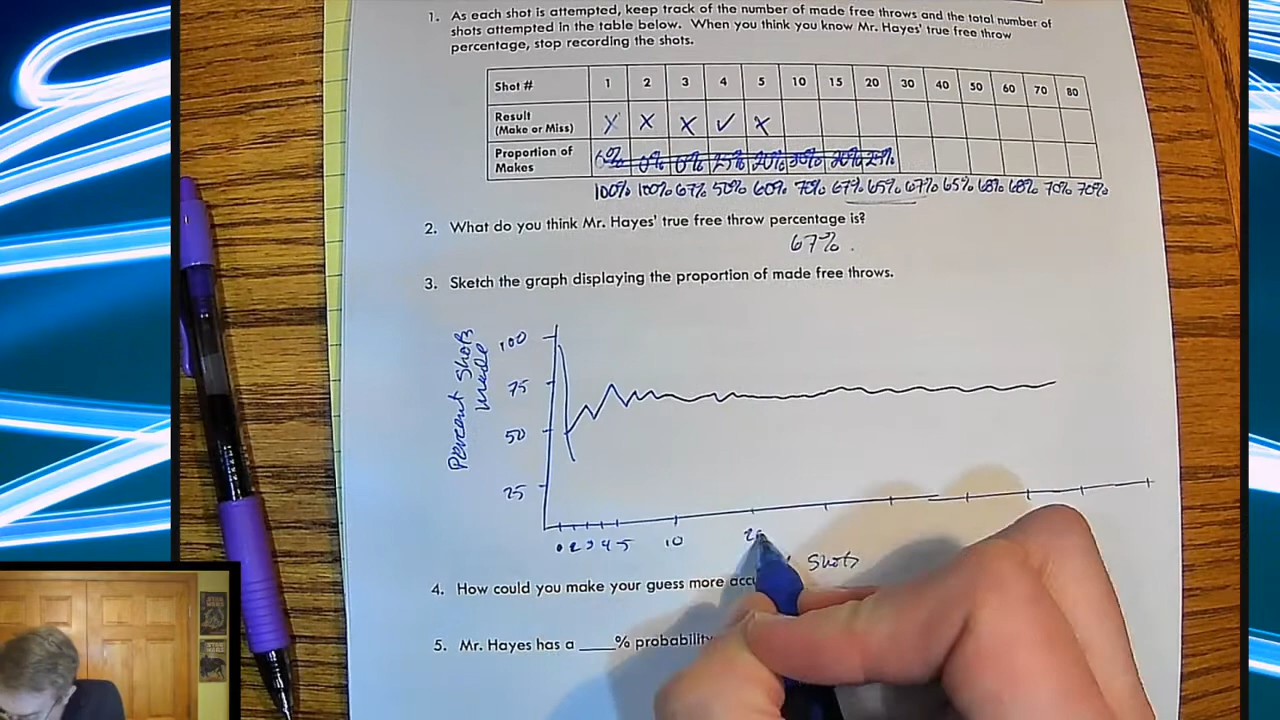 1. As each shot is attempted, keep track of the number of made free throws and the total number of
shots attempted in the table below. When you think you know Mr. Hayes' true free throw
percentage, stop recording the shots.
Shot # 1 2 3 4 5 10 15 20 30 40 50 60 70 80
Result
(Make or Miss) X X X ✓ X
Proportion of
Makes 0% 0% 25% 20% 30%
100% 100% 67% 50% 60% 70% 67% 65% 67% 65% 68% 68% 70% 70%
2. What do you think Mr. Hayes' true free throw percentage is?
67%.
3. Sketch the graph displaying the proportion of made free throws.
Percent Shots
made
100
75
50
25
2 3 4 5 10 20
Shots
4. How could you make your guess more
5. Mr. Hayes has a ____% probability